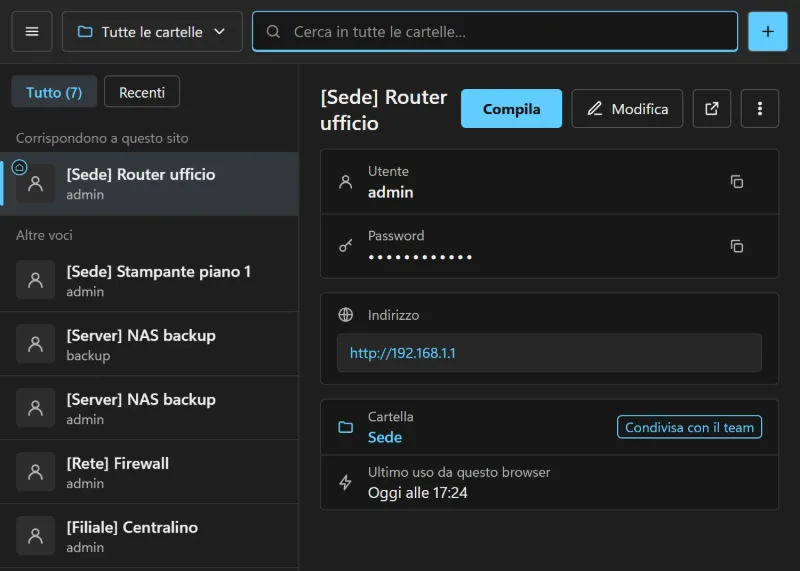 Tutte le cartelle
Cerca in tutte le cartelle...
Tutto (7)
Recenti
Corrispondono a questo sito
[Sede] Router ufficio
admin
Altre voci
[Sede] Stampante piano 1
admin
[Server] NAS backup
backup
[Server] NAS backup
admin
[Rete] Firewall
admin
[Filiale] Centralino
admin
[Sede] Router
ufficio
Compila
Modifica
Utente
admin
Password
••••••••••••
Indirizzo
http://192.168.1.1
Cartella
Sede
Condivisa con il team
Ultimo uso da questo browser
Oggi alle 17:24